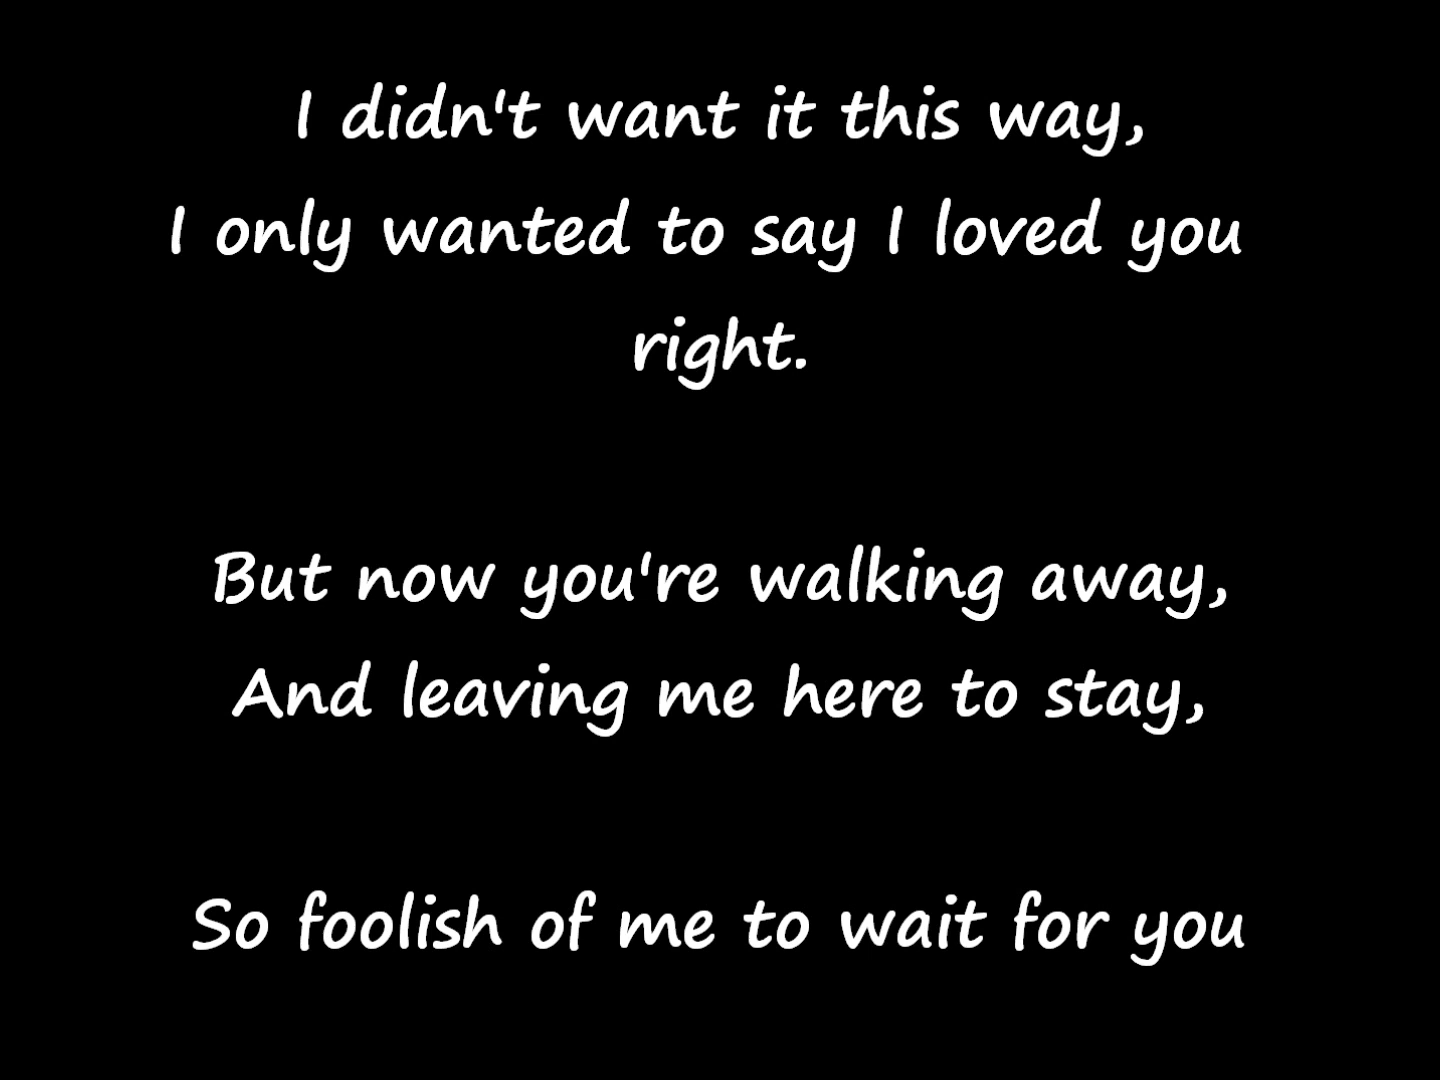 I didn't want it this way,
I only wanted to say I loved you
right.
But now you're walking away,
And leaving me here to stay,
So foolish of me to wait for you